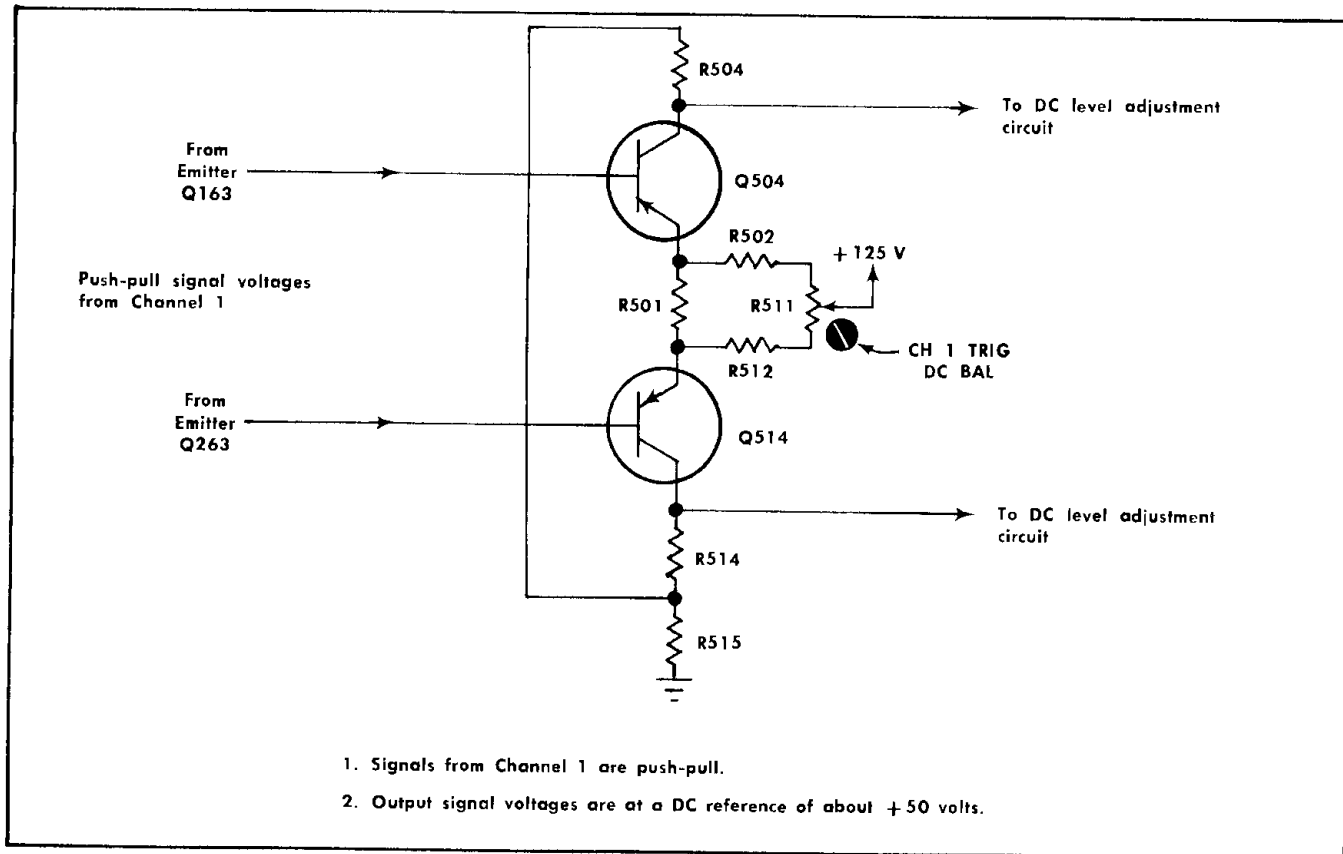 R504
To DC level adjustment
circuit
From
Emitter
Q163
Q504
R502
+ 125 V
Push-pull signal voltages
from Channel 1
R501
R511
CH 1 TRIG
DC BAL
R512
From
Emitter
Q263
Q514
To DC level adjustment
circuit
R514
R515
1. Signals from Channel 1 are push-pull.
2. Output signal voltages are at a DC reference of about + 50 volts.